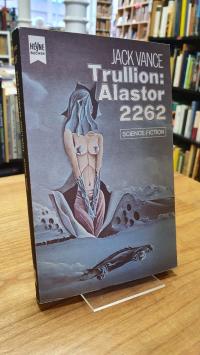 HEYNE
BÜCHER
JACK VANCE
Trullion:
Alastor
2262
SCIENCE FICTION